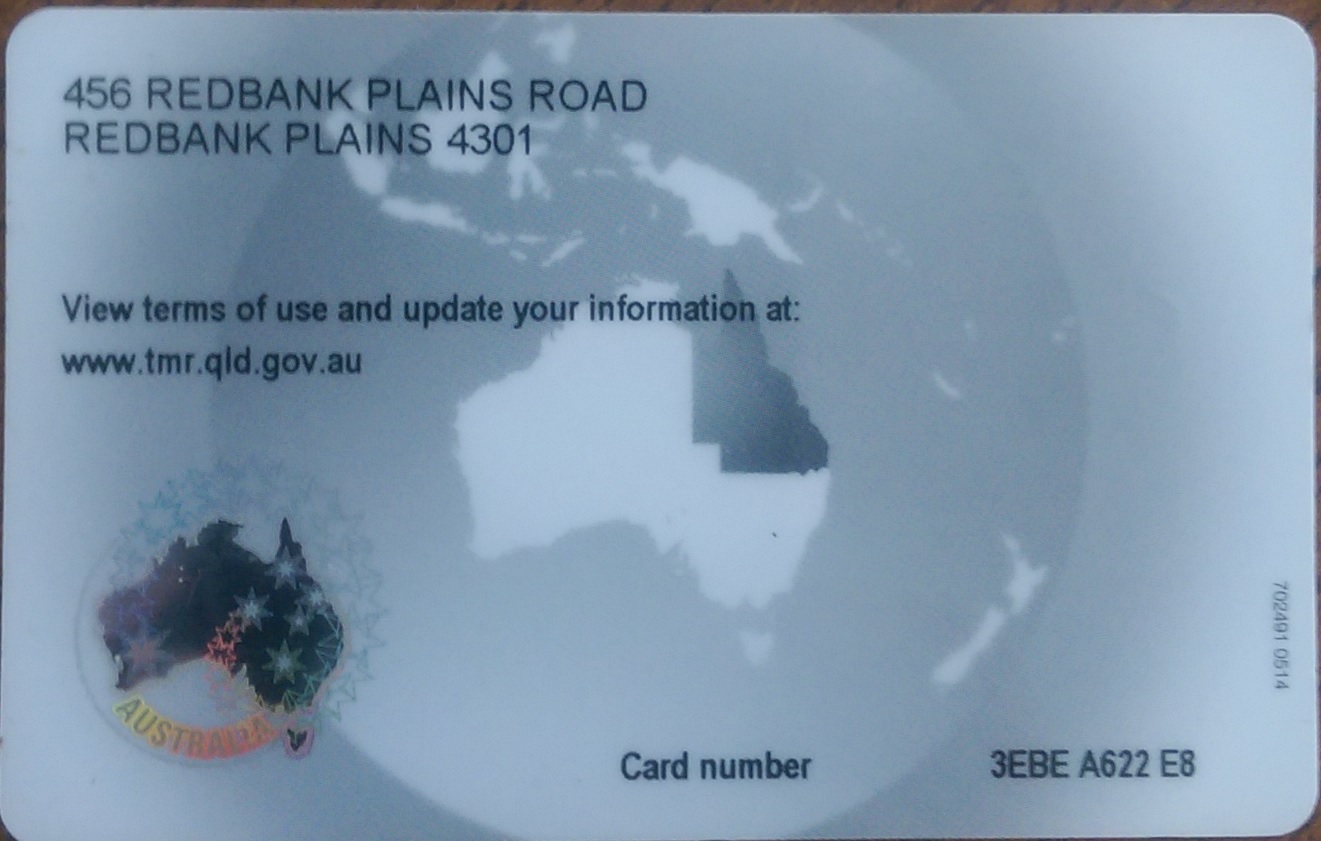 456 REDBANK PLAINS ROAD
REDBANK PLAINS 4301
View terms of use and update your information at:
www.tmr.qld.gov.au
AUSTRALIA
Card number 3EBE A622 E8
702491 0514